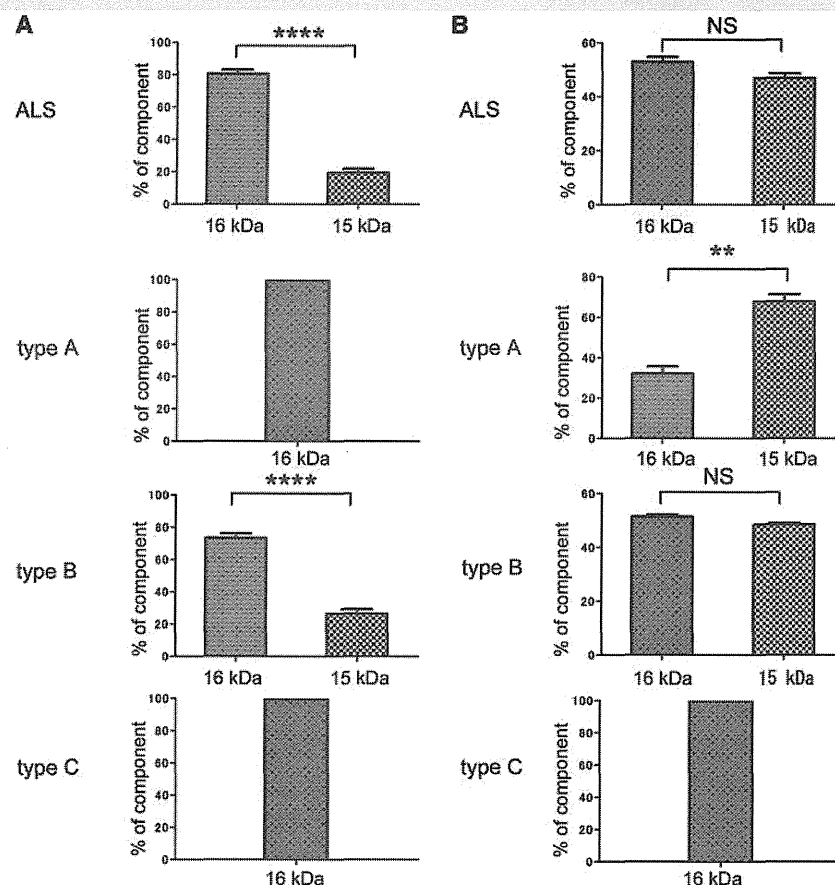 A
ALS
% of component
100
80
60
40
20
0
****
16 kDa 15 kDa
type A
% of component
100
80
60
40
20
0
16 kDa
type B
% of component
100
80
60
40
20
0
****
16 kDa 15 kDa
type C
% of component
100
80
60
40
20
0
16 kDa
B
ALS
% of component
60
40
20
0
NS
16 kDa 15 kDa
type A
% of component
80
60
40
20
0
**
16 kDa 15 kDa
type B
% of component
60
40
20
0
NS
16 kDa 15 kDa
type C
% of component
100
80
60
40
20
0
16 kDa